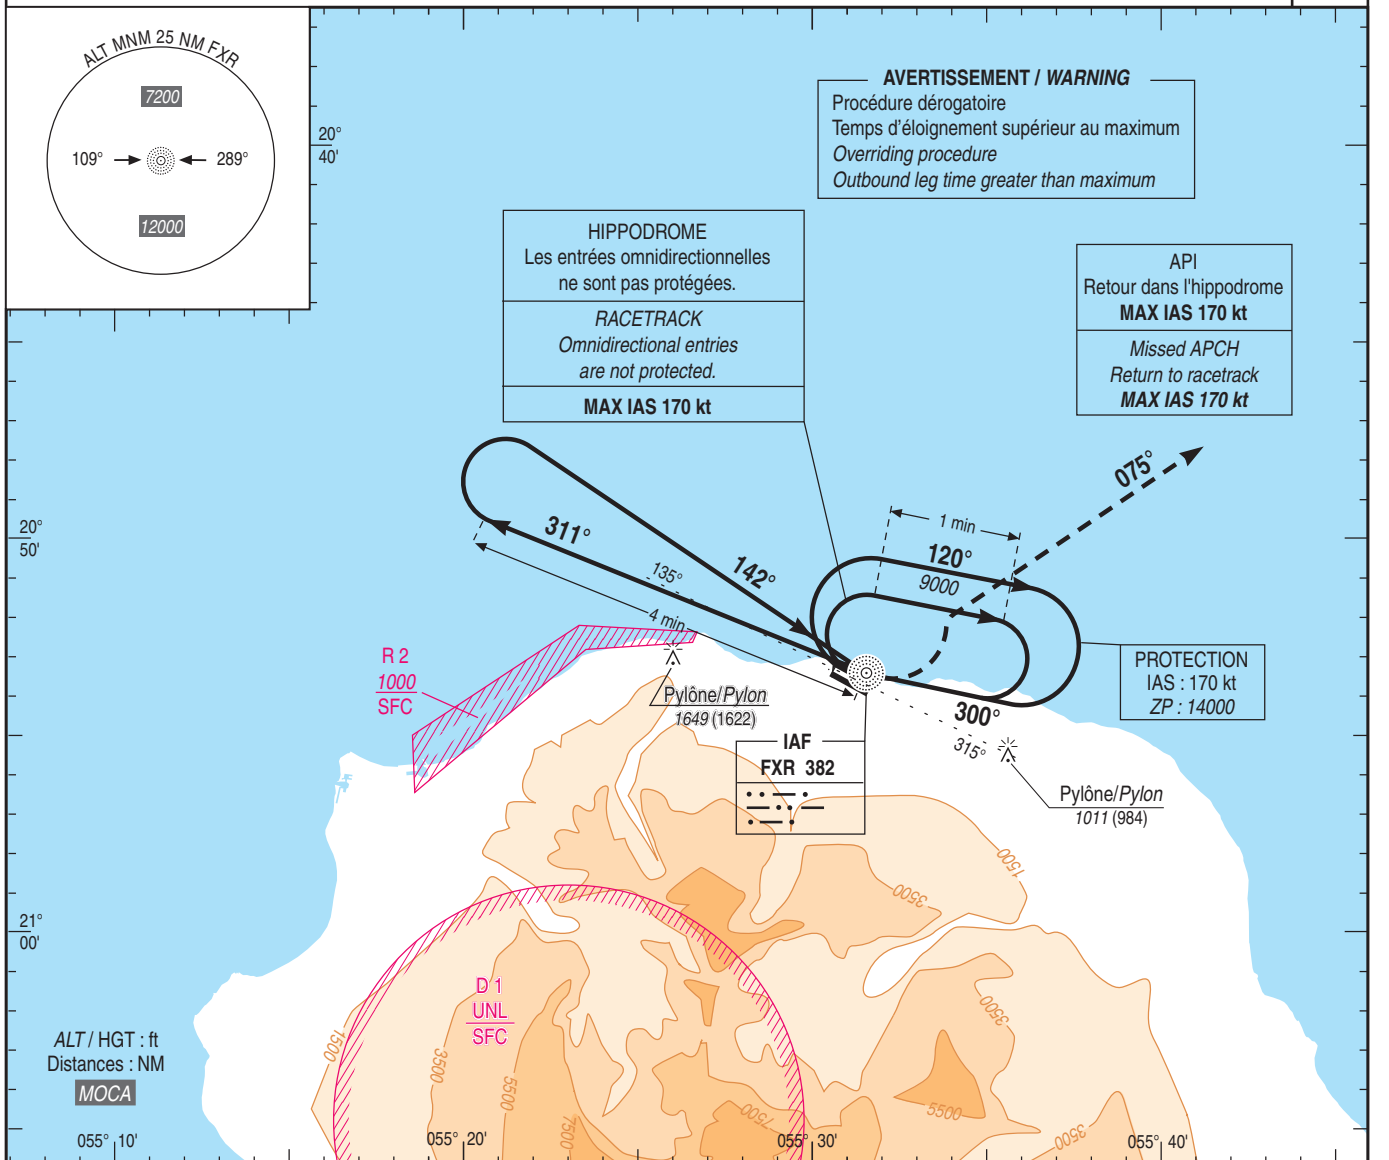 ALT MNM 25 NM FXR
7200
109°
289°
12000
20°
40'
AVERTISSEMENT / WARNING
Procédure dérogatoire
Temps d'éloignement supérieur au maximum
Overriding procedure
Outbound leg time greater than maximum
HIPPODROME
Les entrées omnidirectionnelles
ne sont pas protégées.
RACETRACK
Omnidirectional entries
are not protected.
MAX IAS 170 kt
API
Retour dans l'hippodrome
MAX IAS 170 kt
Missed APCH
Return to racetrack
MAX IAS 170 kt
075°
1 min
120°
9000
20°
50'
311°
142°
135°
4 min
R 2
1000
SFC
Pylône/Pylon
1649 (1622)
PROTECTION
IAS : 170 kt
ZP : 14000
300°
315°
IAF
FXR 382
Pylône/Pylon
1011 (984)
1500
3500
21°
00'
D 1
UNL
SFC
3500
1500
3500
5500
7500
7500
5500
3500
ALT / HGT : ft
Distances : NM
MOCA
055° 10'
055° 20'
055° 30'
055° 40'